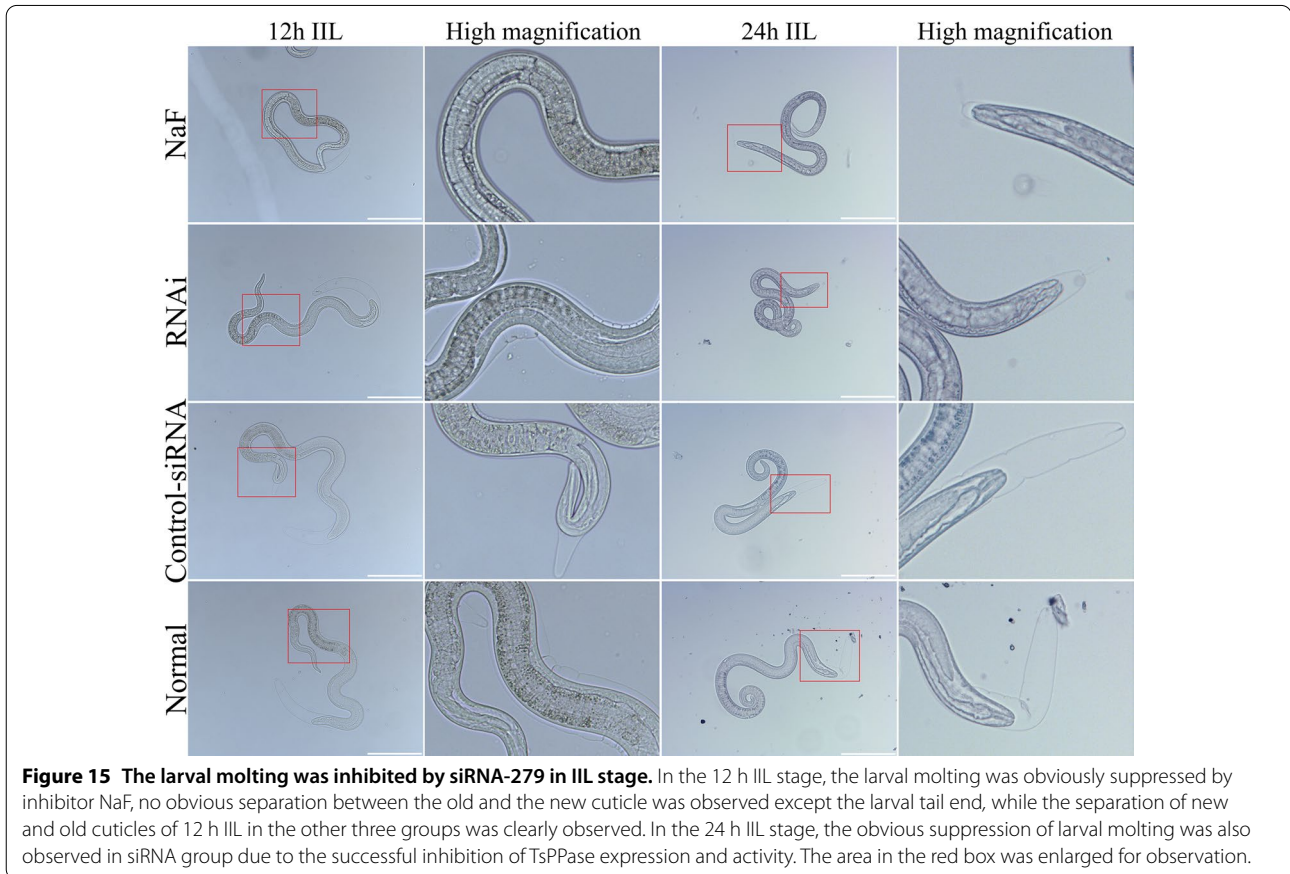 12h IIL High magnification 24h IIL High magnification
NaF
RNAi
Control-siRNA
Normal
Figure 15 The larval molting was inhibited by siRNA-279 in IIL stage. In the 12 h IIL stage, the larval molting was obviously suppressed by
inhibitor NaF, no obvious separation between the old and the new cuticle was observed except the larval tail end, while the separation of new
and old cuticles of 12 h IIL in the other three groups was clearly observed. In the 24 h IIL stage, the obvious suppression of larval molting was also
observed in siRNA group due to the successful inhibition of TsPPase expression and activity. The area in the red box was enlarged for observation.